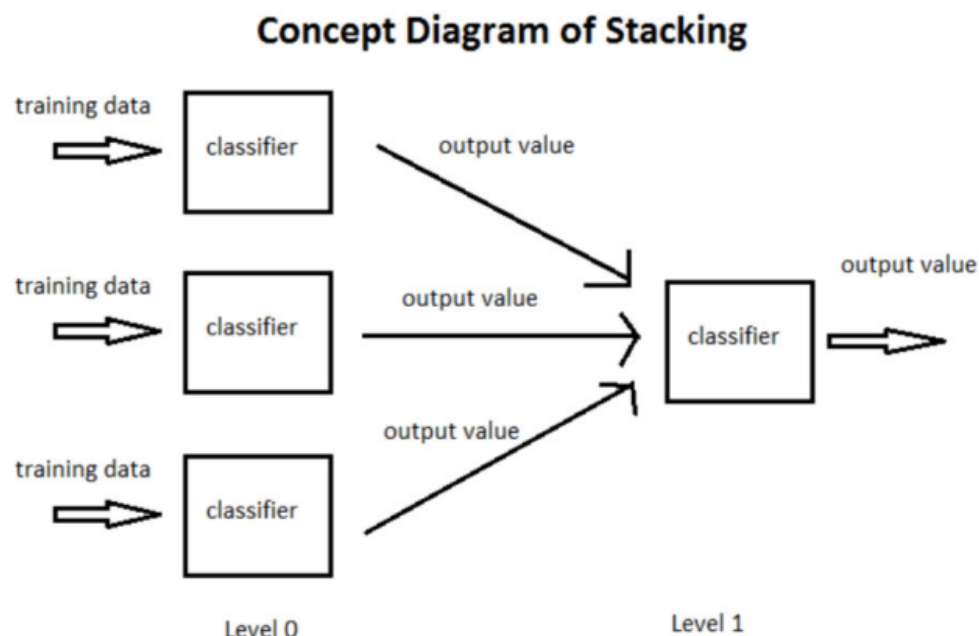 Concept Diagram of Stacking
training data
classifier
output value
training data
classifier
output value
output value
classifier
training data
classifier
output value
Level 0
Level 1